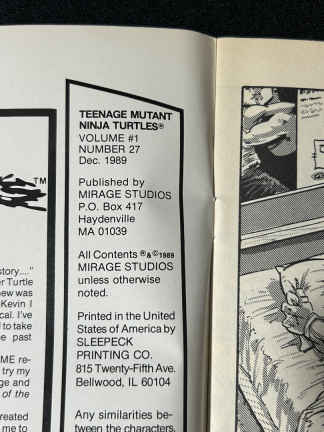 TEENAGE MUTANT
NINJA TURTLES®
VOLUME #1
NUMBER 27
Dec. 1989
Published by
MIRAGE STUDIOS
P.O. Box 417
Haydenville
MA 01039
All Contents ®&©1989
MIRAGE STUDIOS
unless otherwise
noted.
Printed in the United
States of America by
SLEEPECK
PRINTING CO.
815 Twenty-Fifth Ave.
Bellwood, IL 60104
Any similarities be-
tween the characters,
TM
story...."
er Turtle
new was
Kevin I
cal. I've
to take
e past
ME re-
try my
ge and
of the
reated
me to